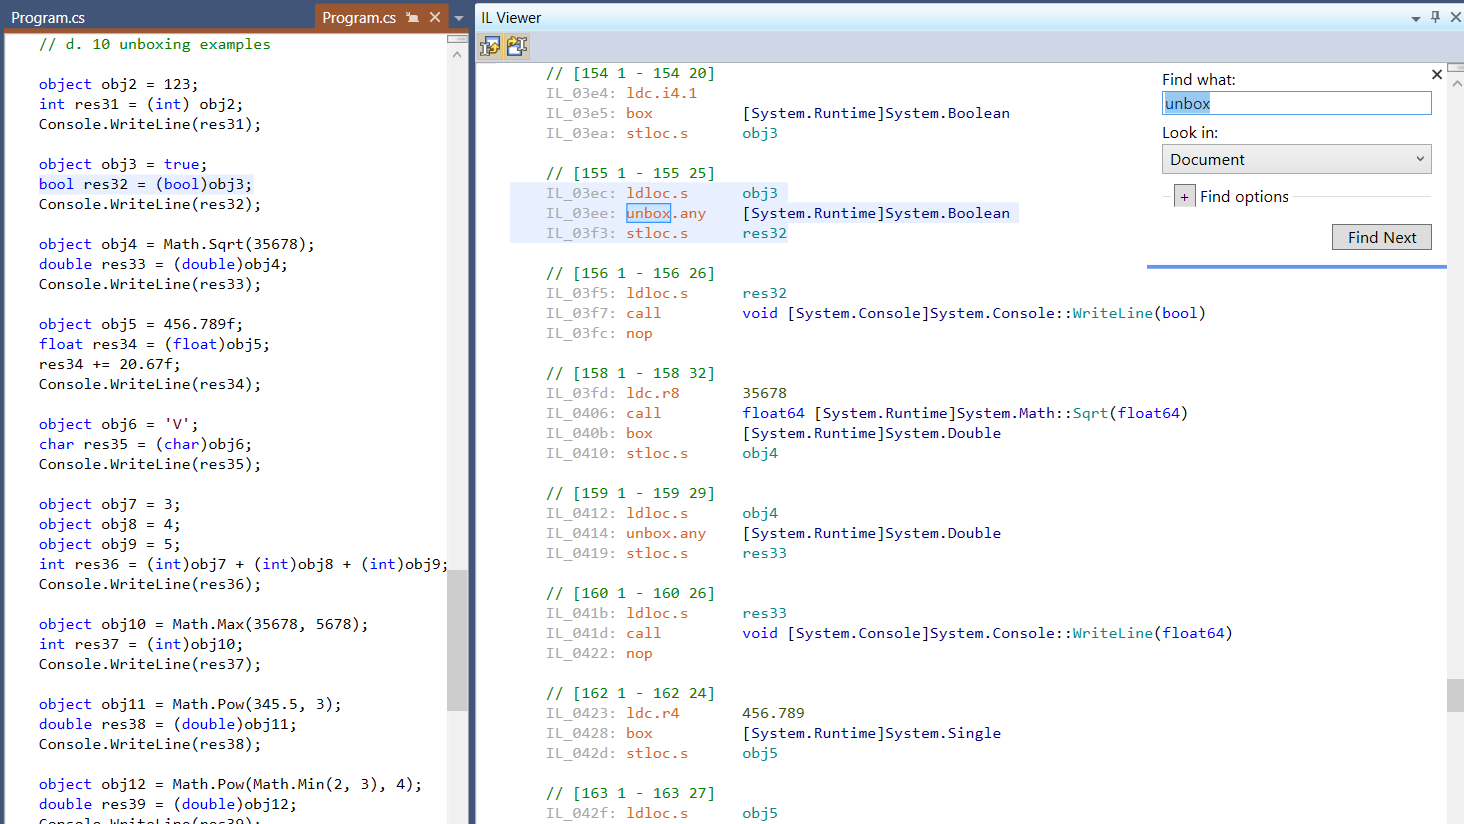 Program.cs
Program.cs
// d. 10 unboxing examples
object obj2 = 123;
int res31 = (int) obj2;
Console.WriteLine(res31);
object obj3 = true;
bool res32 = (bool)obj3;
Console.WriteLine(res32);
object obj4 = Math.Sqrt(35678);
double res33 = (double)obj4;
Console.WriteLine(res33);
object obj5 = 456.789f;
float res34 = (float)obj5;
res34 += 20.67f;
Console.WriteLine(res34);
object obj6 = 'V';
char res35 = (char)obj6;
Console.WriteLine(res35);
object obj7 = 3;
object obj8 = 4;
object obj9 = 5;
int res36 = (int)obj7 + (int)obj8 + (int)obj9;
Console.WriteLine(res36);
object obj10 = Math.Max(35678, 5678);
int res37 = (int)obj10;
Console.WriteLine(res37);
object obj11 = Math.Pow(345.5, 3);
double res38 = (double)obj11;
Console.WriteLine(res38);
object obj12 = Math.Pow(Math.Min(2, 3), 4);
double res39 = (double)obj12;
Console.WriteLine(res39);
IL Viewer
// [154 1 - 154 20]
IL_03e4: ldc.i4.1
IL_03e5: box [System.Runtime]System.Boolean
IL_03ea: stloc.s obj3
// [155 1 - 155 25]
IL_03ec: ldloc.s obj3
IL_03ee: unbox.any [System.Runtime]System.Boolean
IL_03f3: stloc.s res32
// [156 1 - 156 26]
IL_03f5: ldloc.s res32
IL_03f7: call void [System.Console]System.Console::WriteLine(bool)
IL_03fc: nop
// [158 1 - 158 32]
IL_03fd: ldc.r8 35678
IL_0406: call float64 [System.Runtime]System.Math::Sqrt(float64)
IL_040b: box [System.Runtime]System.Double
IL_0410: stloc.s obj4
// [159 1 - 159 29]
IL_0412: ldloc.s obj4
IL_0414: unbox.any [System.Runtime]System.Double
IL_0419: stloc.s res33
// [160 1 - 160 26]
IL_041b: ldloc.s res33
IL_041d: call void [System.Console]System.Console::WriteLine(float64)
IL_0422: nop
// [162 1 - 162 24]
IL_0423: ldc.r4 456.789
IL_0428: box [System.Runtime]System.Single
IL_042d: stloc.s obj5
// [163 1 - 163 27]
IL_042f: ldloc.s obj5
Find what:
unbox
Look in:
Document
+ Find options
Find Next